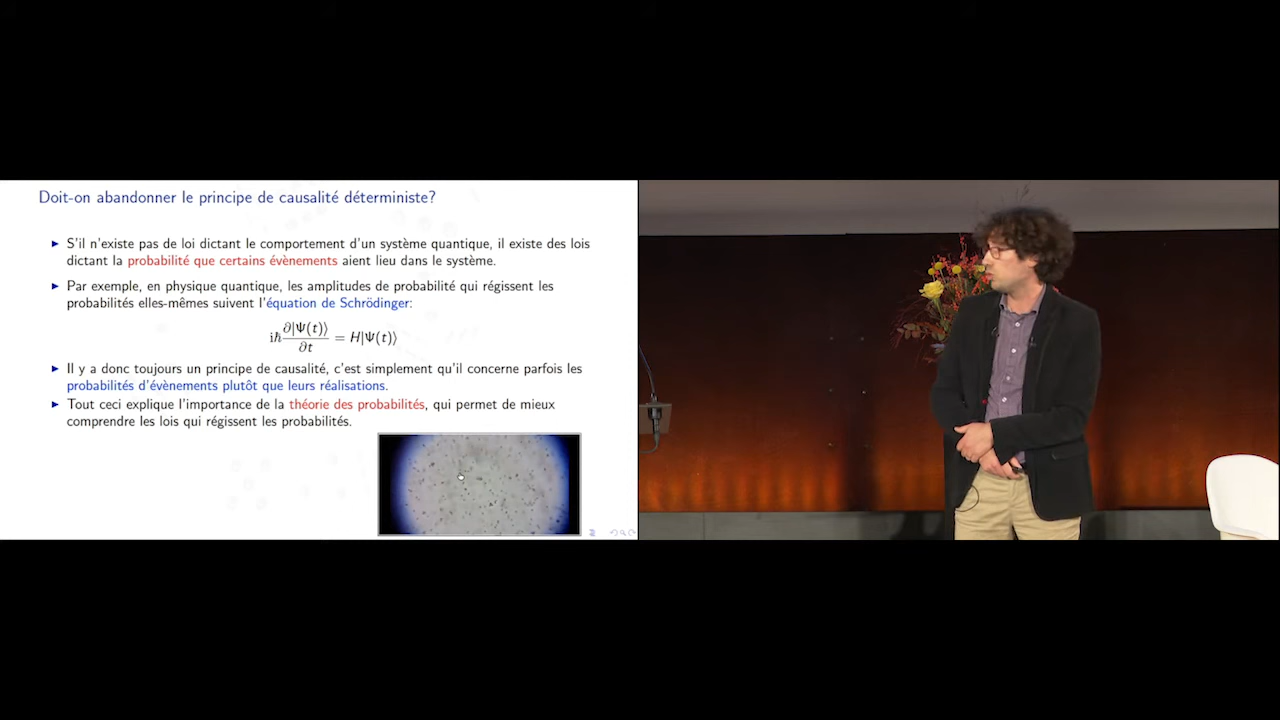 Doit-on abandonner le principe de causalité déterministe?
► S'il n'existe pas de loi dictant le comportement d'un système quantique, il existe des lois
dictant la probabilité que certains évènements aient lieu dans le système.
► Par exemple, en physique quantique, les amplitudes de probabilité qui régissent les
probabilités elles-mêmes suivent l'équation de Schrödinger:
iℏ ∂|Ψ(t)⟩/∂t = H|Ψ(t)⟩
► Il y a donc toujours un principe de causalité, c'est simplement qu'il concerne parfois les
probabilités d'évènements plutôt que leurs réalisations.
► Tout ceci explique l'importance de la théorie des probabilités, qui permet de mieux
comprendre les lois qui régissent les probabilités.